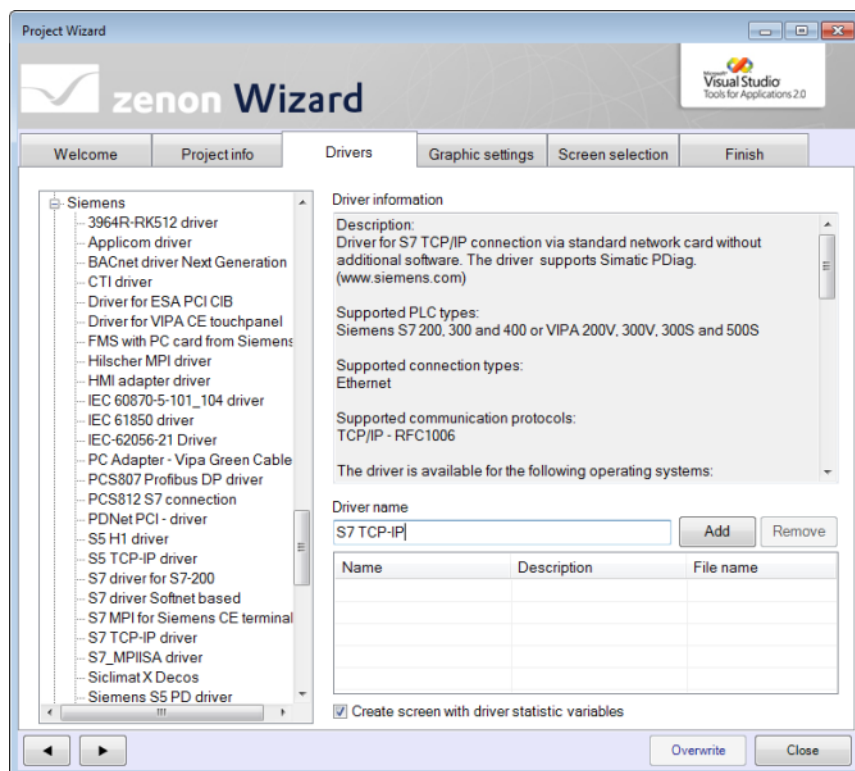 Project Wizard
zenon Wizard
Microsoft
Visual Studio
Tools for Applications 2.0
Welcome
Project info
Drivers
Graphic settings
Screen selection
Finish
Siemens
3964R-RK512 driver
Applicom driver
BACnet driver Next Generation
CTI driver
Driver for ESA PCI CIB
Driver for VIPA CE touchpanel
FMS with PC card from Siemens
Hilscher MPI driver
HMI adapter driver
IEC 60870-5-101_104 driver
IEC 61850 driver
IEC-62056-21 Driver
PC Adapter - Vipa Green Cable
PCS807 Profibus DP driver
PCS812 S7 connection
PDNet PCI - driver
S5 H1 driver
S5 TCP-IP driver
S7 driver for S7-200
S7 driver Softnet based
S7 MPI for Siemens CE terminal
S7 TCP-IP driver
S7_MPIISA driver
Siclimat X Decos
Siemens S5 PD driver
Driver information
Description:
Driver for S7 TCP/IP connection via standard network card without
additional software. The driver supports Simatic PDiag.
(www.siemens.com)
Supported PLC types:
Siemens S7 200, 300 and 400 or VIPA 200V, 300V, 300S and 500S
Supported connection types:
Ethernet
Supported communication protocols:
TCP/IP - RFC1006
The driver is available for the following operating systems:
Driver name
S7 TCP-IP
Add
Remove
Name
Description
File name
Create screen with driver statistic variables
Overwrite
Close